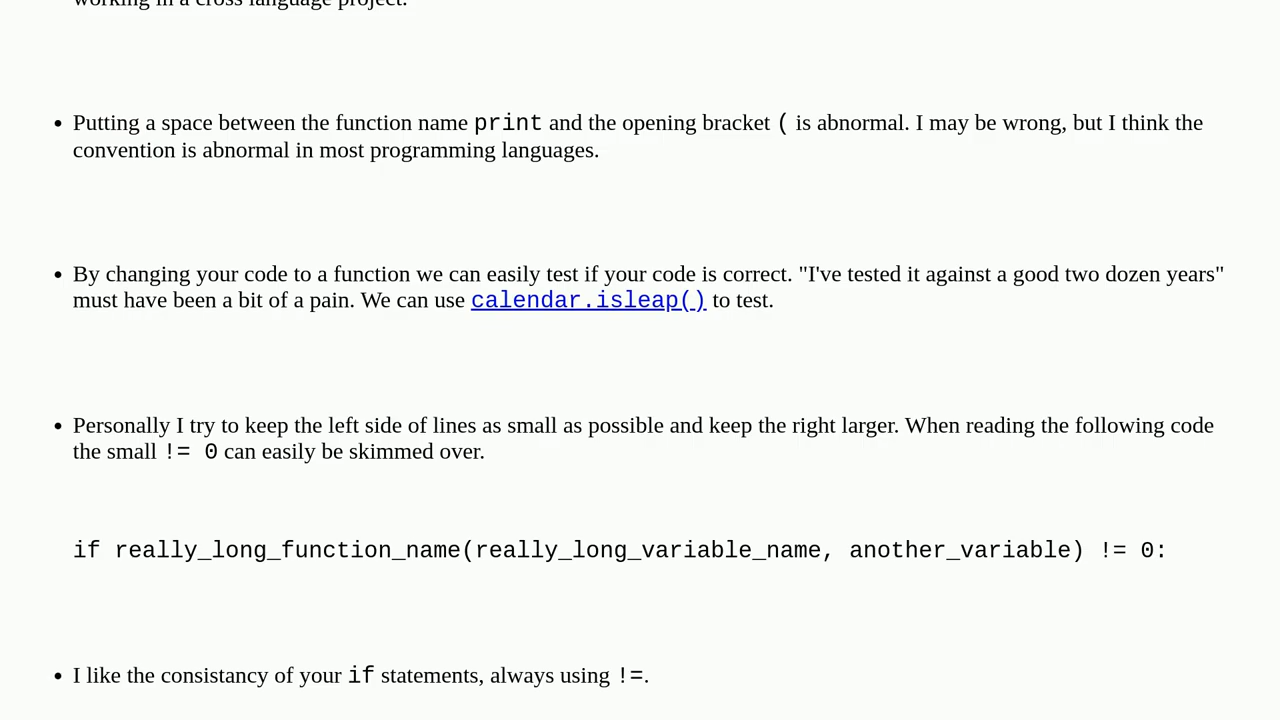 working in a cross language project.
• Putting a space between the function name print and the opening bracket ( is abnormal. I may be wrong, but I think the
convention is abnormal in most programming languages.
• By changing your code to a function we can easily test if your code is correct. "I've tested it against a good two dozen years"
must have been a bit of a pain. We can use calendar.isleap() to test.
• Personally I try to keep the left side of lines as small as possible and keep the right larger. When reading the following code
the small != 0 can easily be skimmed over.
if really_long_function_name(really_long_variable_name, another_variable) != 0:
• I like the consistancy of your if statements, always using !=.